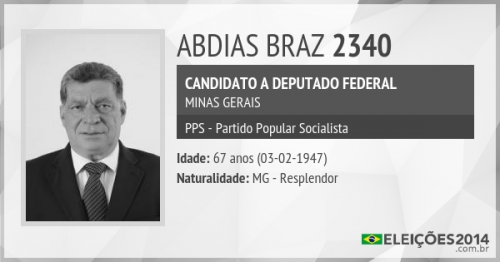 ABDIAS BRAZ 2340
CANDIDATO A DEPUTADO FEDERAL
MINAS GERAIS
PPS - Partido Popular Socialista
Idade: 67 anos (03-02-1947)
Naturalidade: MG - Resplendor
ELEIÇÕES2014
.com.br